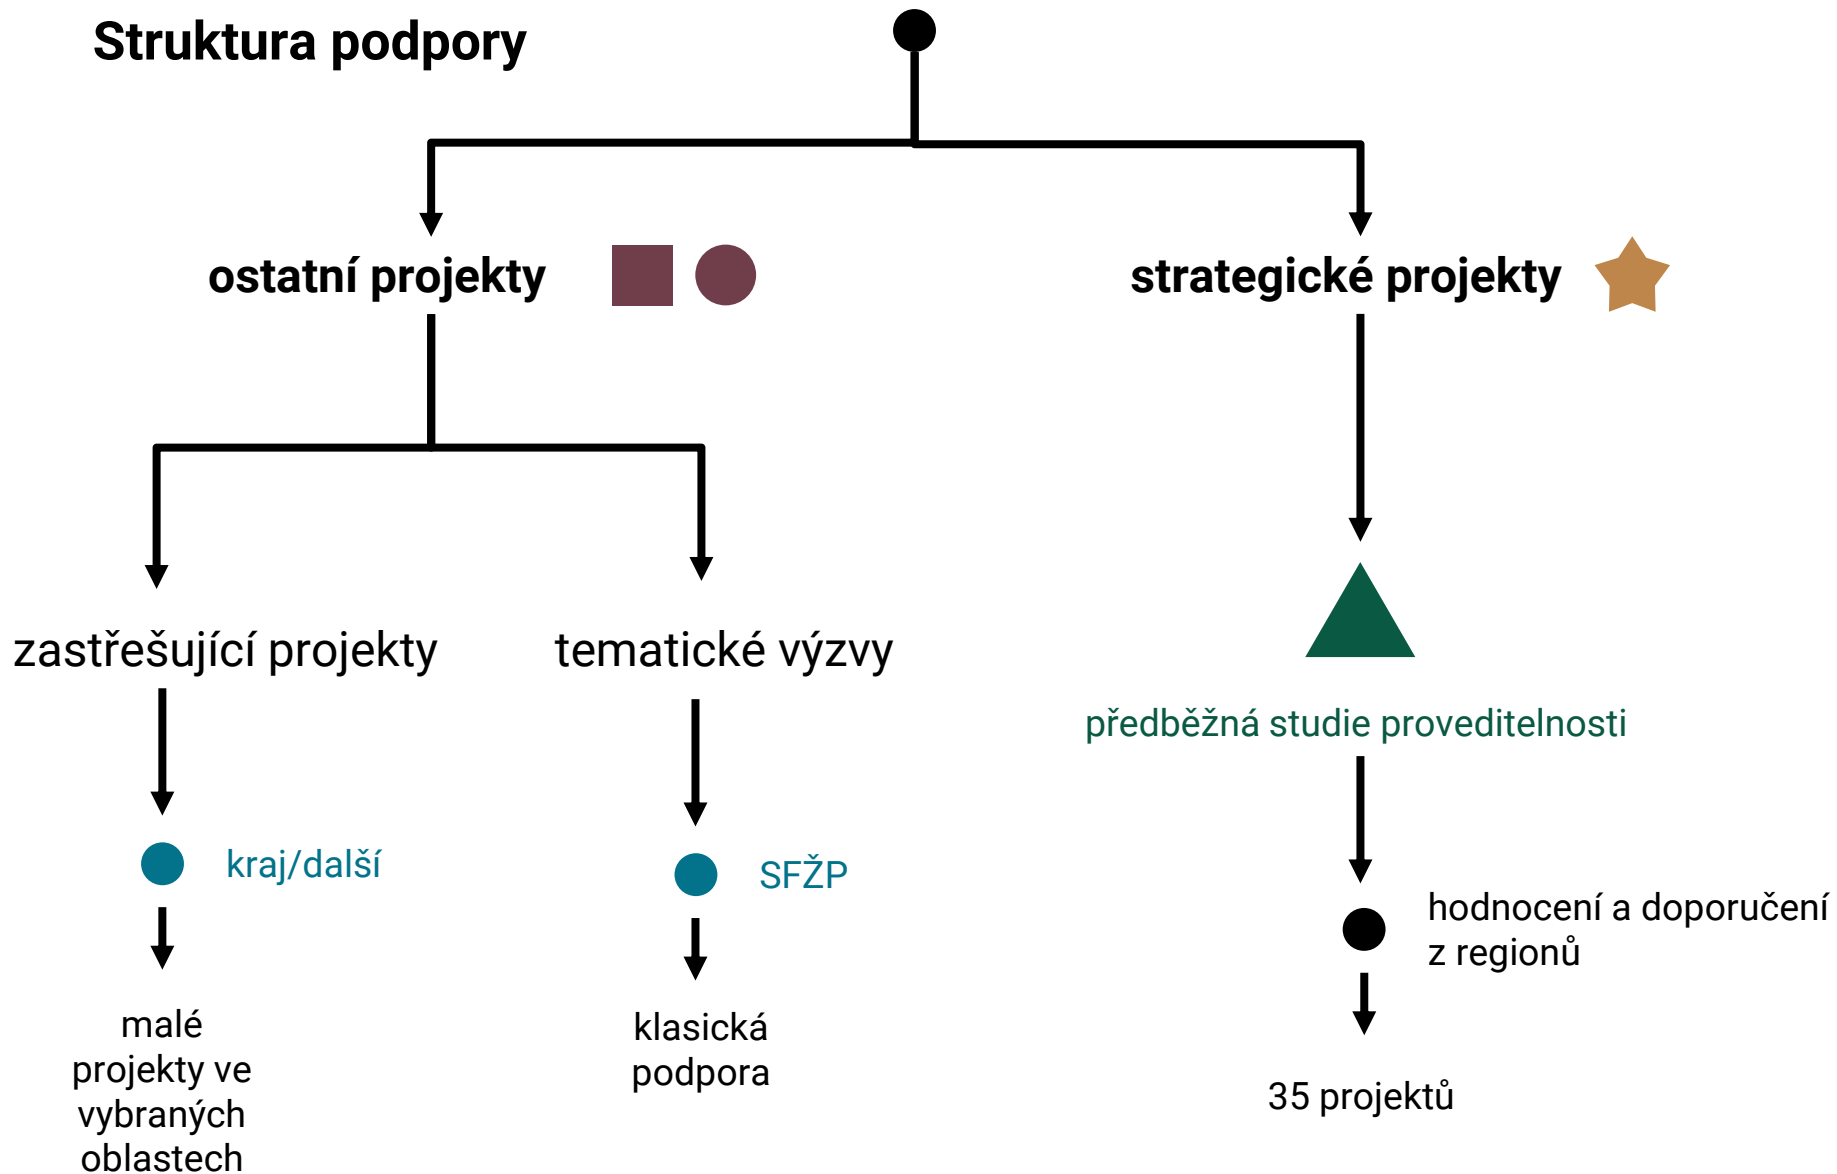 Struktura podpory
ostatní projekty
strategické projekty
zastřešující projekty
tematické výzvy
předběžná studie proveditelnosti
kraj/další
SFŽP
hodnocení a doporučení
z regionů
malé
projekty ve
vybraných
oblastech
klasická
podpora
35 projektů